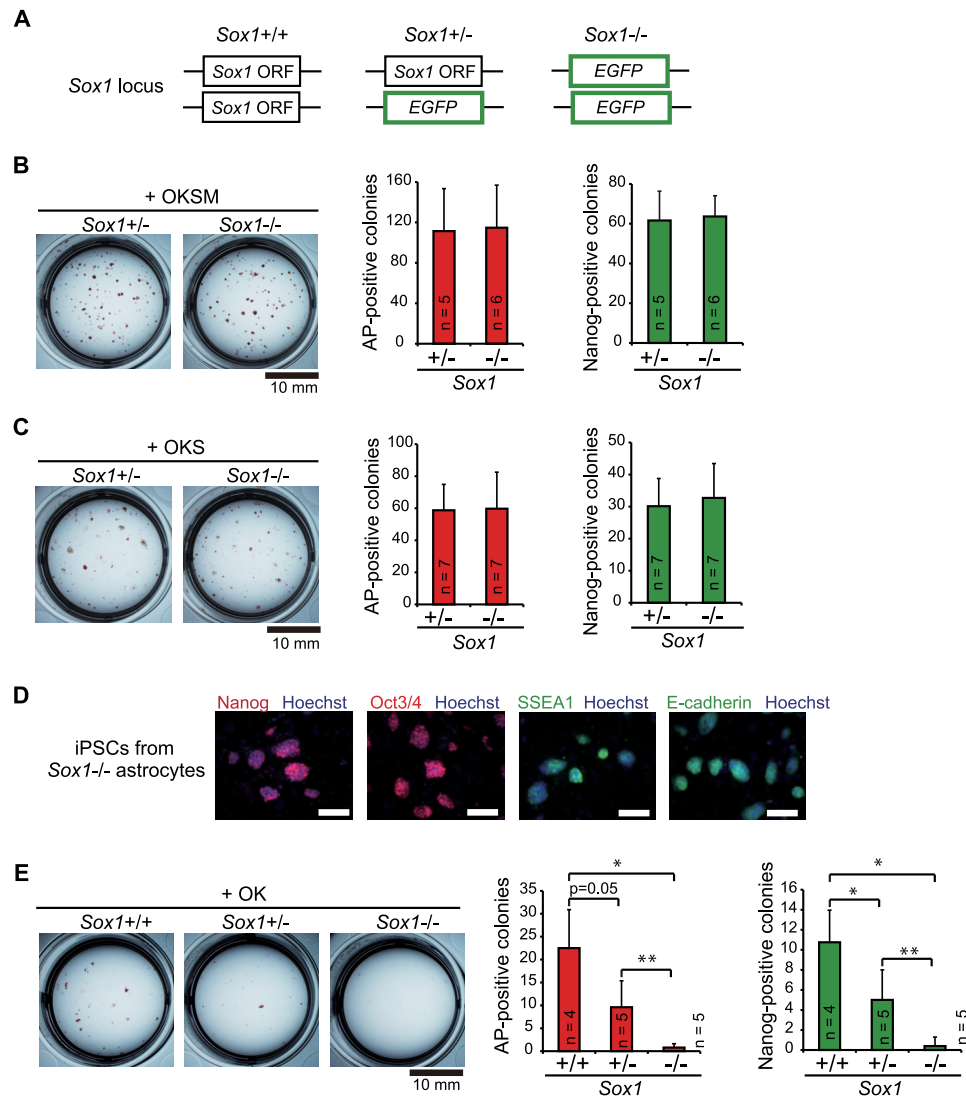 A
Sox1+/+ Sox1+/- Sox1-/-
Sox1 locus
Sox1 ORF Sox1 ORF EGFP
Sox1 ORF EGFP EGFP
B
+ OKSM
Sox1+/- Sox1-/-
10 mm
AP-positive colonies
160
120
80
40
0
n = 5 n = 6
+/- -/-
Sox1
Nanog-positive colonies
80
60
40
20
0
n = 5 n = 6
+/- -/-
Sox1
C
+ OKS
Sox1+/- Sox1-/-
10 mm
AP-positive colonies
100
80
60
40
20
0
n = 7 n = 7
+/- -/-
Sox1
Nanog-positive colonies
40
30
20
10
0
n = 7 n = 7
+/- -/-
Sox1
D
iPSCs from
Sox1-/- astrocytes
Nanog Hoechst Oct3/4 Hoechst SSEA1 Hoechst E-cadherin Hoechst
E
+ OK
Sox1+/+ Sox1+/- Sox1-/-
10 mm
AP-positive colonies
35
30
25
20
15
10
5
0
*
p=0.05
**
n = 4 n = 5 n = 5
+/+ +/- -/-
Sox1
Nanog-positive colonies
16
14
12
10
8
6
4
2
0
*
*
**
n = 4 n = 5 n = 5
+/+ +/- -/-
Sox1